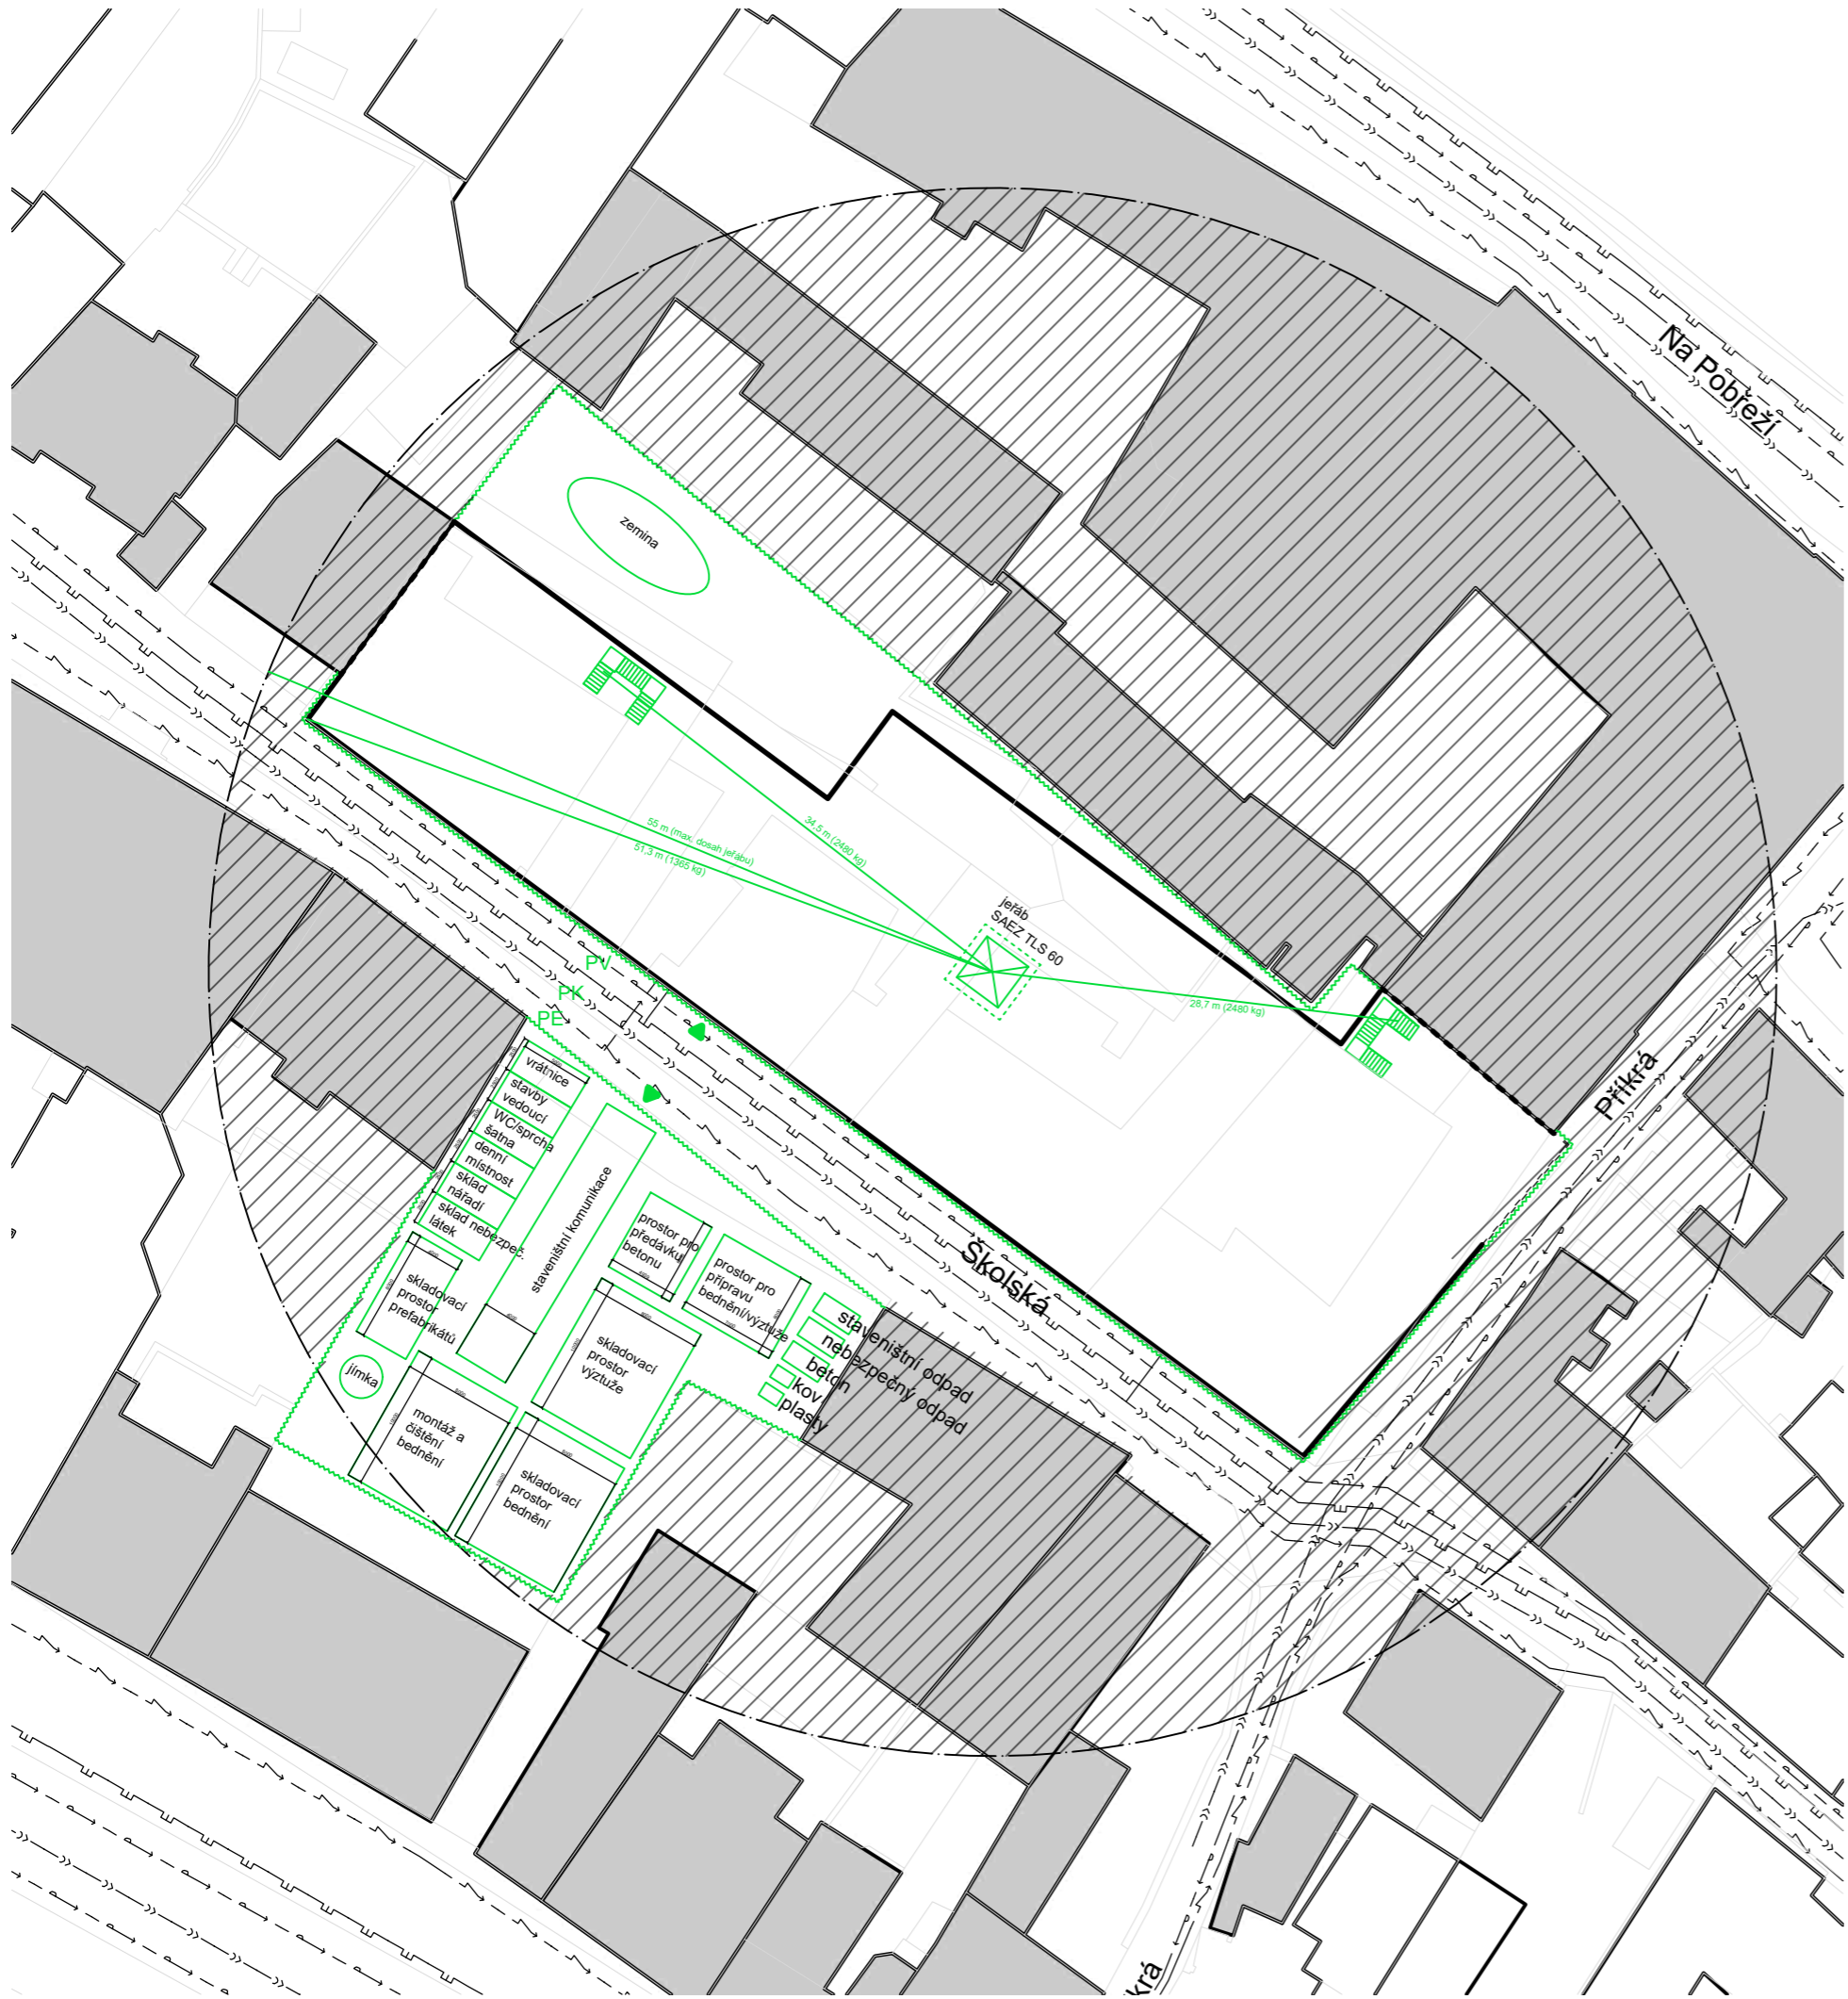 Na Pobřeží
zemina
55 m (max. dosah jeřábu)
51,3 m (1365 kg)
34,5 m (2480 kg)
jeřáb
SAEZ TLS 60
28,7 m (2480 kg)
PV
PK
PE
Příkrá
vrátnice
stavby
vedoucí
WC/sprcha
šatna
denní
místnost
sklad
nářadí
sklad nebezpeč.
látek
staveništní komunikace
prostor pro
předávku
betonu
prostor pro
přípravu
bednění/výztuže
Školská
skladovací
prostor
prefabrikátů
skladovací
prostor
výztuže
staveništní odpad
nebezpečný odpad
beton
kov
plasty
jímka
montáž a
čištění
bednění
skladovací
prostor
bednění
krá